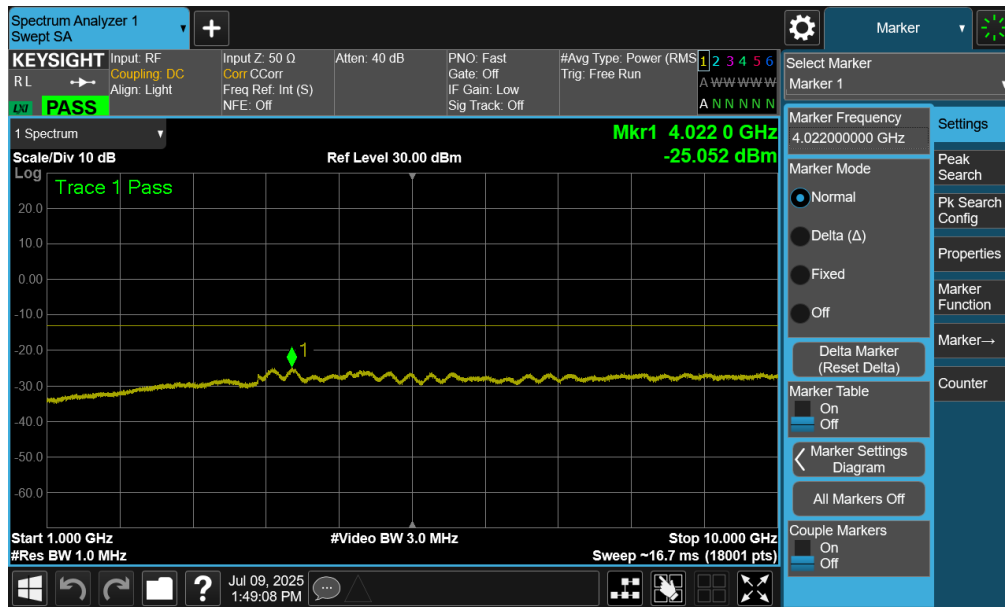 Spectrum Analyzer 1
Swept SA
+
Marker
KEYSIGHT
R L
LXI
PASS
Input: RF
Coupling: DC
Align: Light
Input Z: 50 Ω
Corr CCorr
Freq Ref: Int (S)
NFE: Off
Atten: 40 dB
PNO: Fast
Gate: Off
IF Gain: Low
Sig Track: Off
#Avg Type: Power (RMS
Trig: Free Run
1 2 3 4 5 6
A W W W W W
A N N N N N
1 Spectrum
Scale/Div 10 dB
Ref Level 30.00 dBm
Mkr1 4.022 0 GHz
-25.052 dBm
Log
Trace 1 Pass
20.0
10.0
0.00
-10.0
-20.0
-30.0
-40.0
-50.0
-60.0
1
Start 1.000 GHz
#Video BW 3.0 MHz
Stop 10.000 GHz
#Res BW 1.0 MHz
Sweep ~16.7 ms (18001 pts)
Select Marker
Marker 1
Marker Frequency
4.022000000 GHz
Marker Mode
Normal
Delta (Δ)
Fixed
Off
Delta Marker
(Reset Delta)
Marker Table
On
Off
Marker Settings
Diagram
All Markers Off
Couple Markers
On
Off
Settings
Peak
Search
Pk Search
Config
Properties
Marker
Function
Marker→
Counter
?
Jul 09, 2025
1:49:08 PM